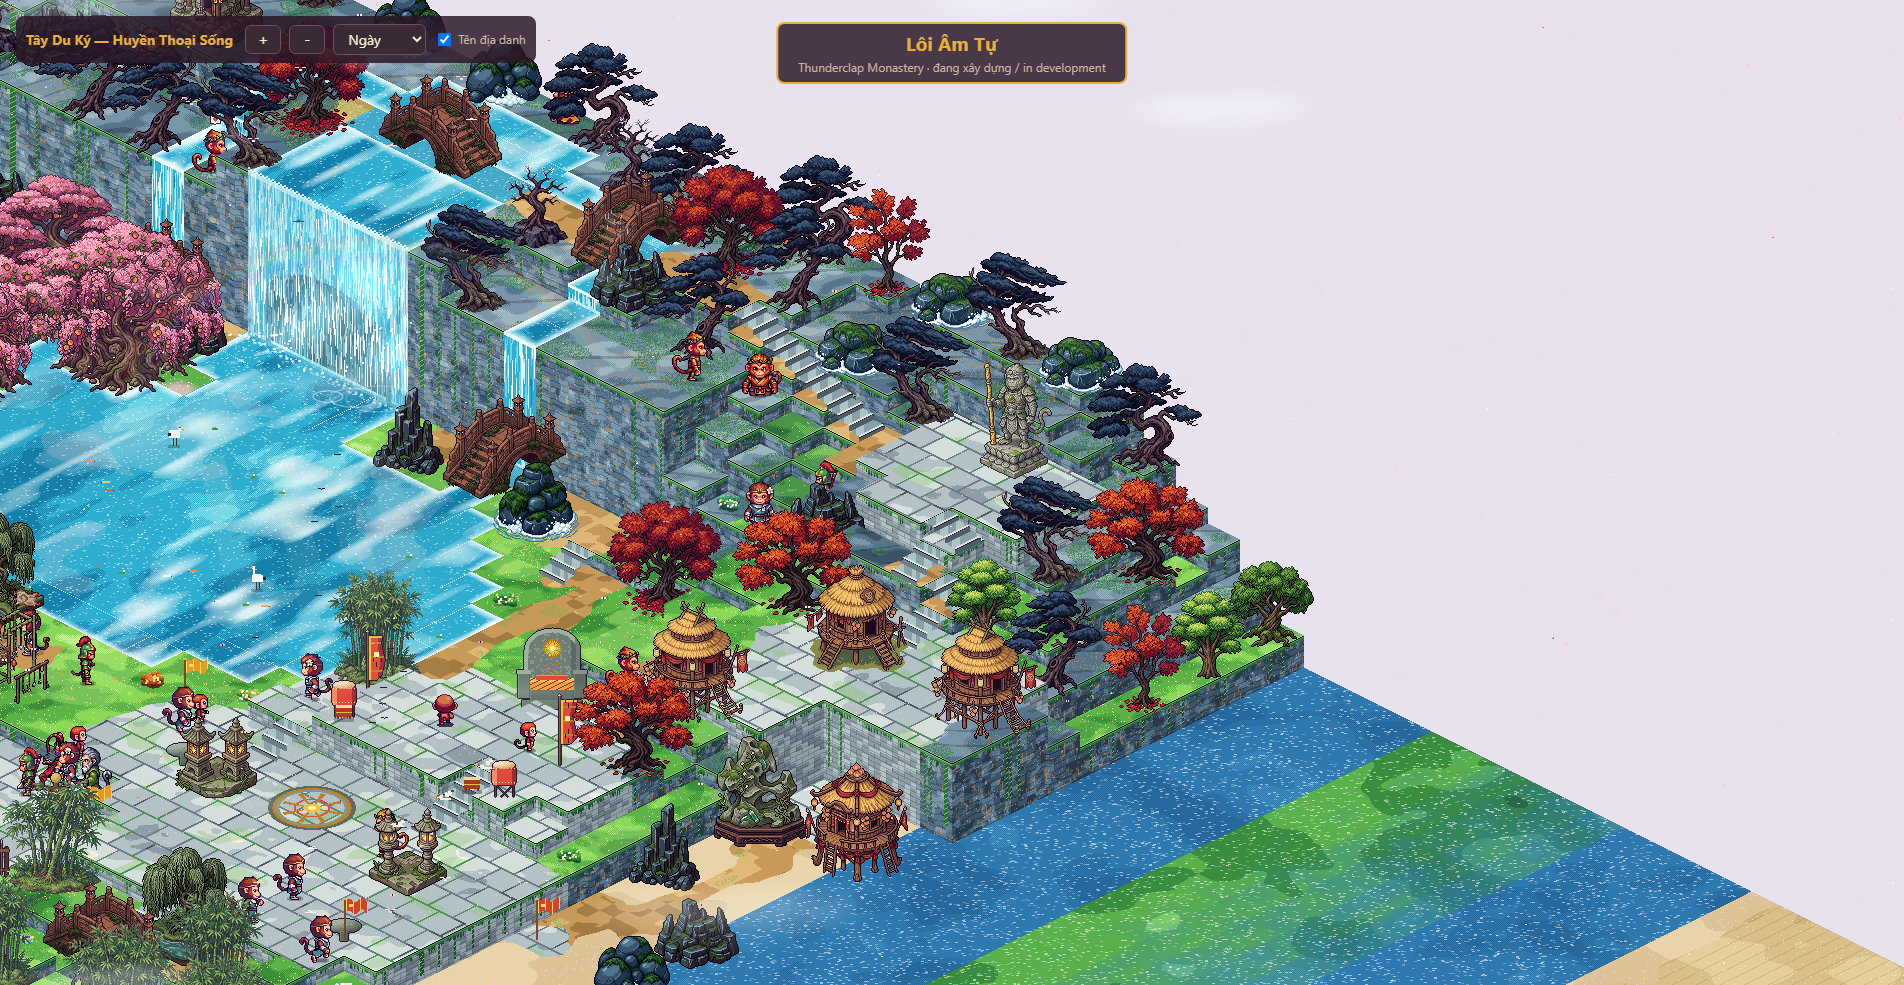 Tây Du Ký — Huyền Thoại Sống
+
-
Ngày
Tên địa danh
Lôi Âm Tự
Thunderclap Monastery · đang xây dựng / in development